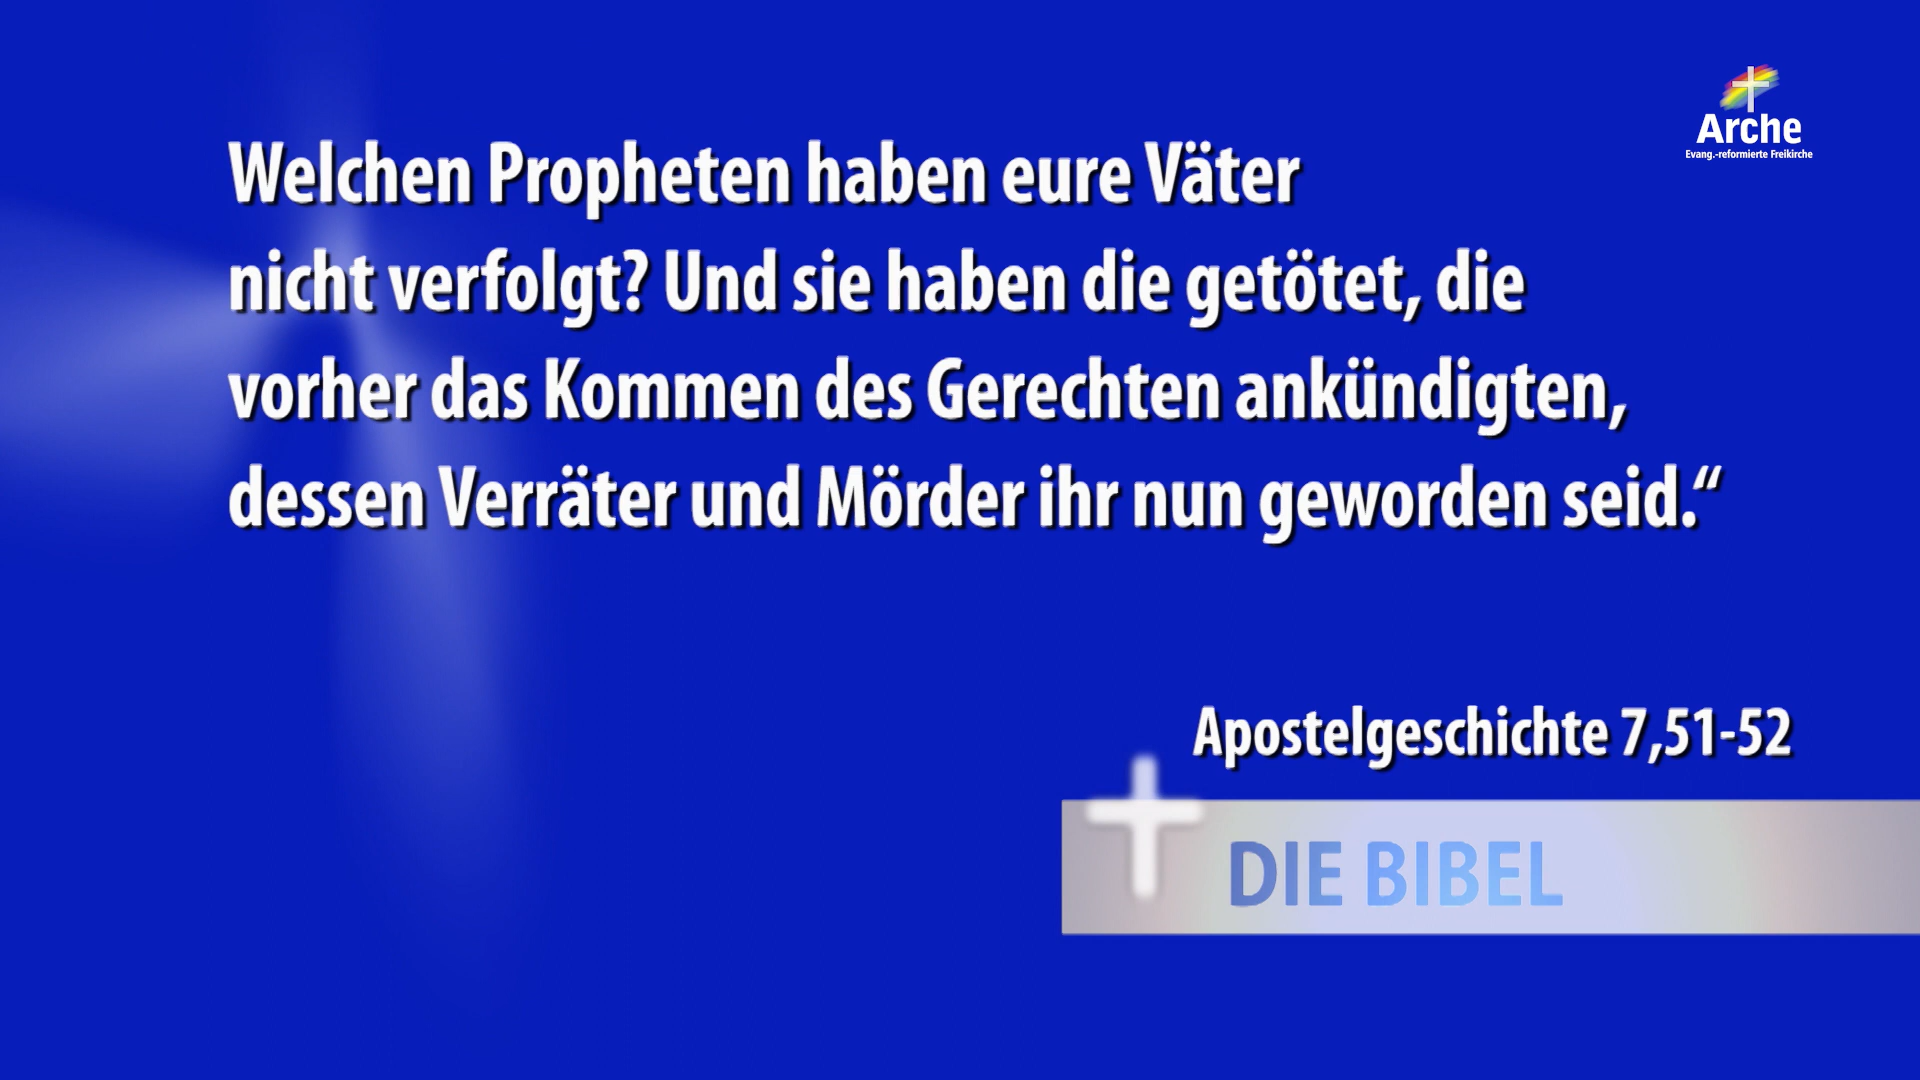 Arche
Evang.-reformierte Freikirche
Welchen Propheten haben eure Väter
nicht verfolgt? Und sie haben die getötet, die
vorher das Kommen des Gerechten ankündigten,
dessen Verräter und Mörder ihr nun geworden seid.“
Apostelgeschichte 7,51-52
DIE BIBEL